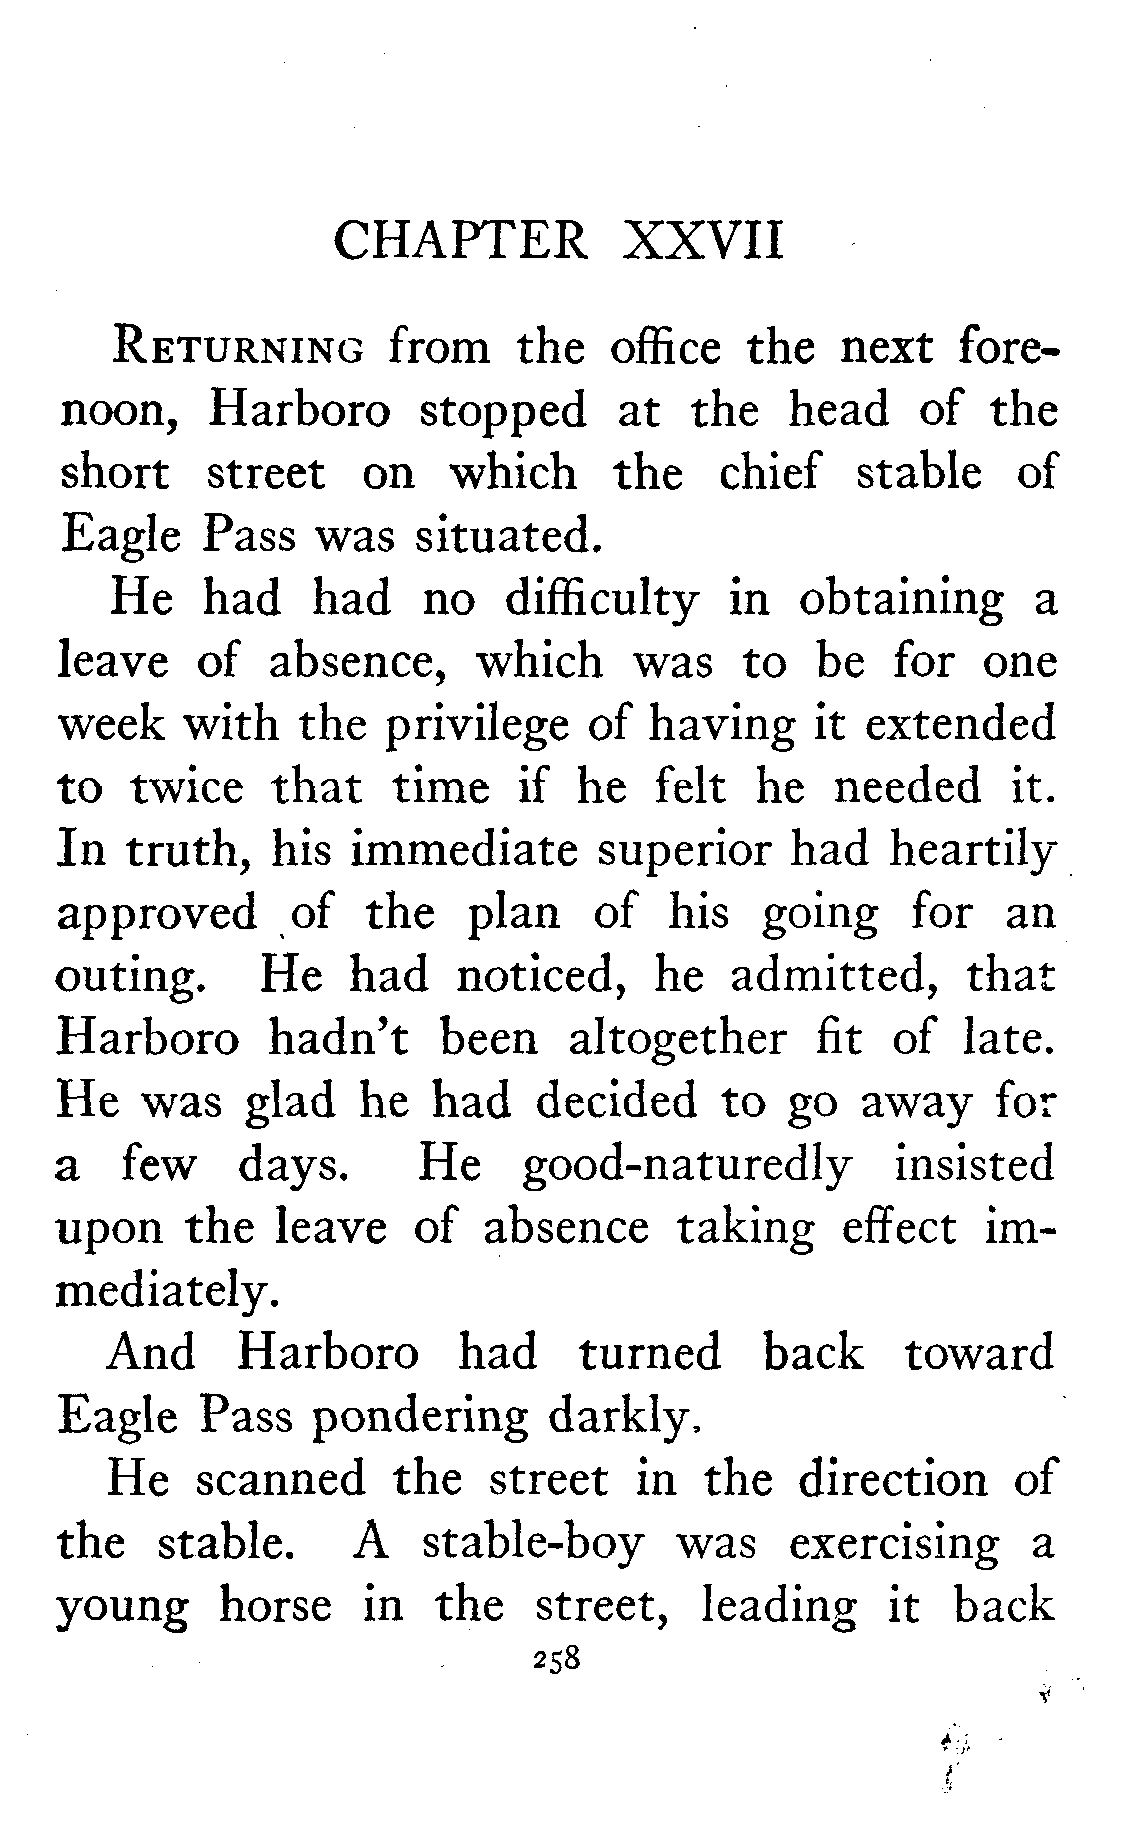 CHAPTER XXVII
RETURNING from the office the next fore-
noon, Harboro stopped at the head of the
short street on which the chief stable of
Eagle Pass was situated.
He had had no difficulty in obtaining a
leave of absence, which was to be for one
week with the privilege of having it extended
to twice that time if he felt he needed it.
In truth, his immediate superior had heartily
approved of the plan of his going for an
outing. He had noticed, he admitted, that
Harboro hadn't been altogether fit of late.
He was glad he had decided to go away for
a few days. He good-naturedly insisted
upon the leave of absence taking effect im-
mediately.
And Harboro had turned back toward
Eagle Pass pondering darkly.
He scanned the street in the direction of
the stable. A stable-boy was exercising a
young horse in the street, leading it back
258